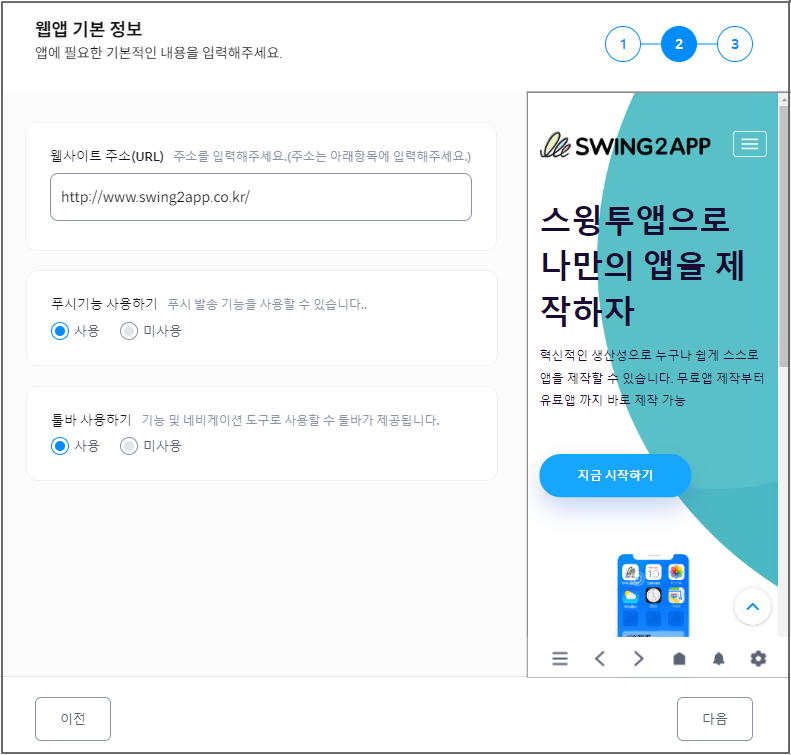 웹앱 기본 정보
앱에 필요한 기본적인 내용을 입력해주세요.
1 2 3
웹사이트 주소(URL) 주소를 입력해주세요.(주소는 아래항목에 입력해주세요.)
http://www.swing2app.co.kr/
푸시기능 사용하기 푸시 발송 기능을 사용할 수 있습니다..
사용 미사용
툴바 사용하기 기능 및 네비게이션 도구로 사용할 수 툴바가 제공됩니다.
사용 미사용
SWING2APP
스윙투앱으로
나만의 앱을 제
작하자
혁신적인 생산성으로 누구나 쉽게 스스로
앱을 제작할 수 있습니다. 무료앱 제작부터
유료앱 까지 바로 제작 가능
지금 시작하기
이전
다음